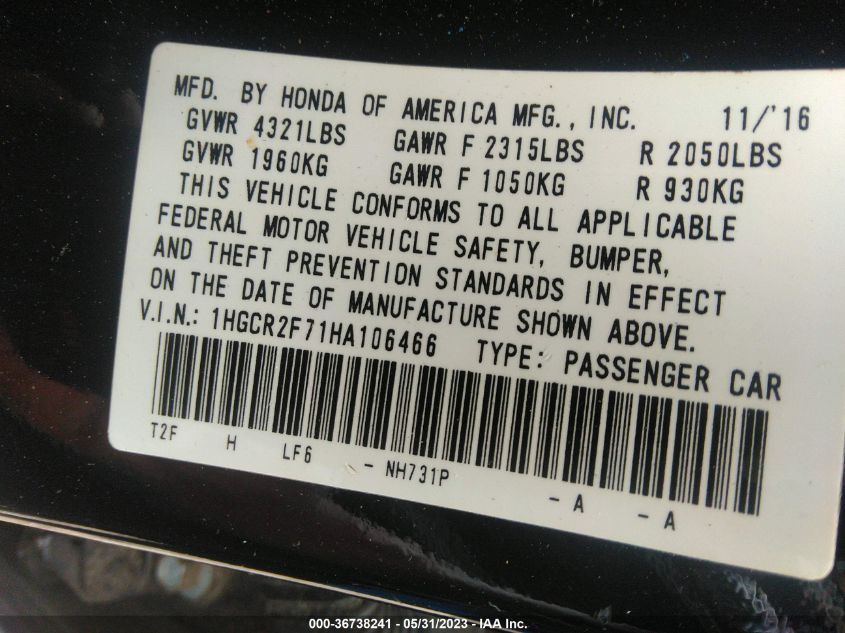 MFD. BY HONDA OF AMERICA MFG., INC. 11/'16
GVWR 4321LBS GAWR F 2315LBS R 2050LBS
GVWR 1960KG GAWR F 1050KG R 930KG
THIS VEHICLE CONFORMS TO ALL APPLICABLE
FEDERAL MOTOR VEHICLE SAFETY, BUMPER,
AND THEFT PREVENTION STANDARDS IN EFFECT
ON THE DATE OF MANUFACTURE SHOWN ABOVE.
V.I.N.: 1HGCR2F71HA106466 TYPE: PASSENGER CAR
T2F H LF6 - NH731P - A - A
000-36738241 - 05/31/2023 - IAA Inc.